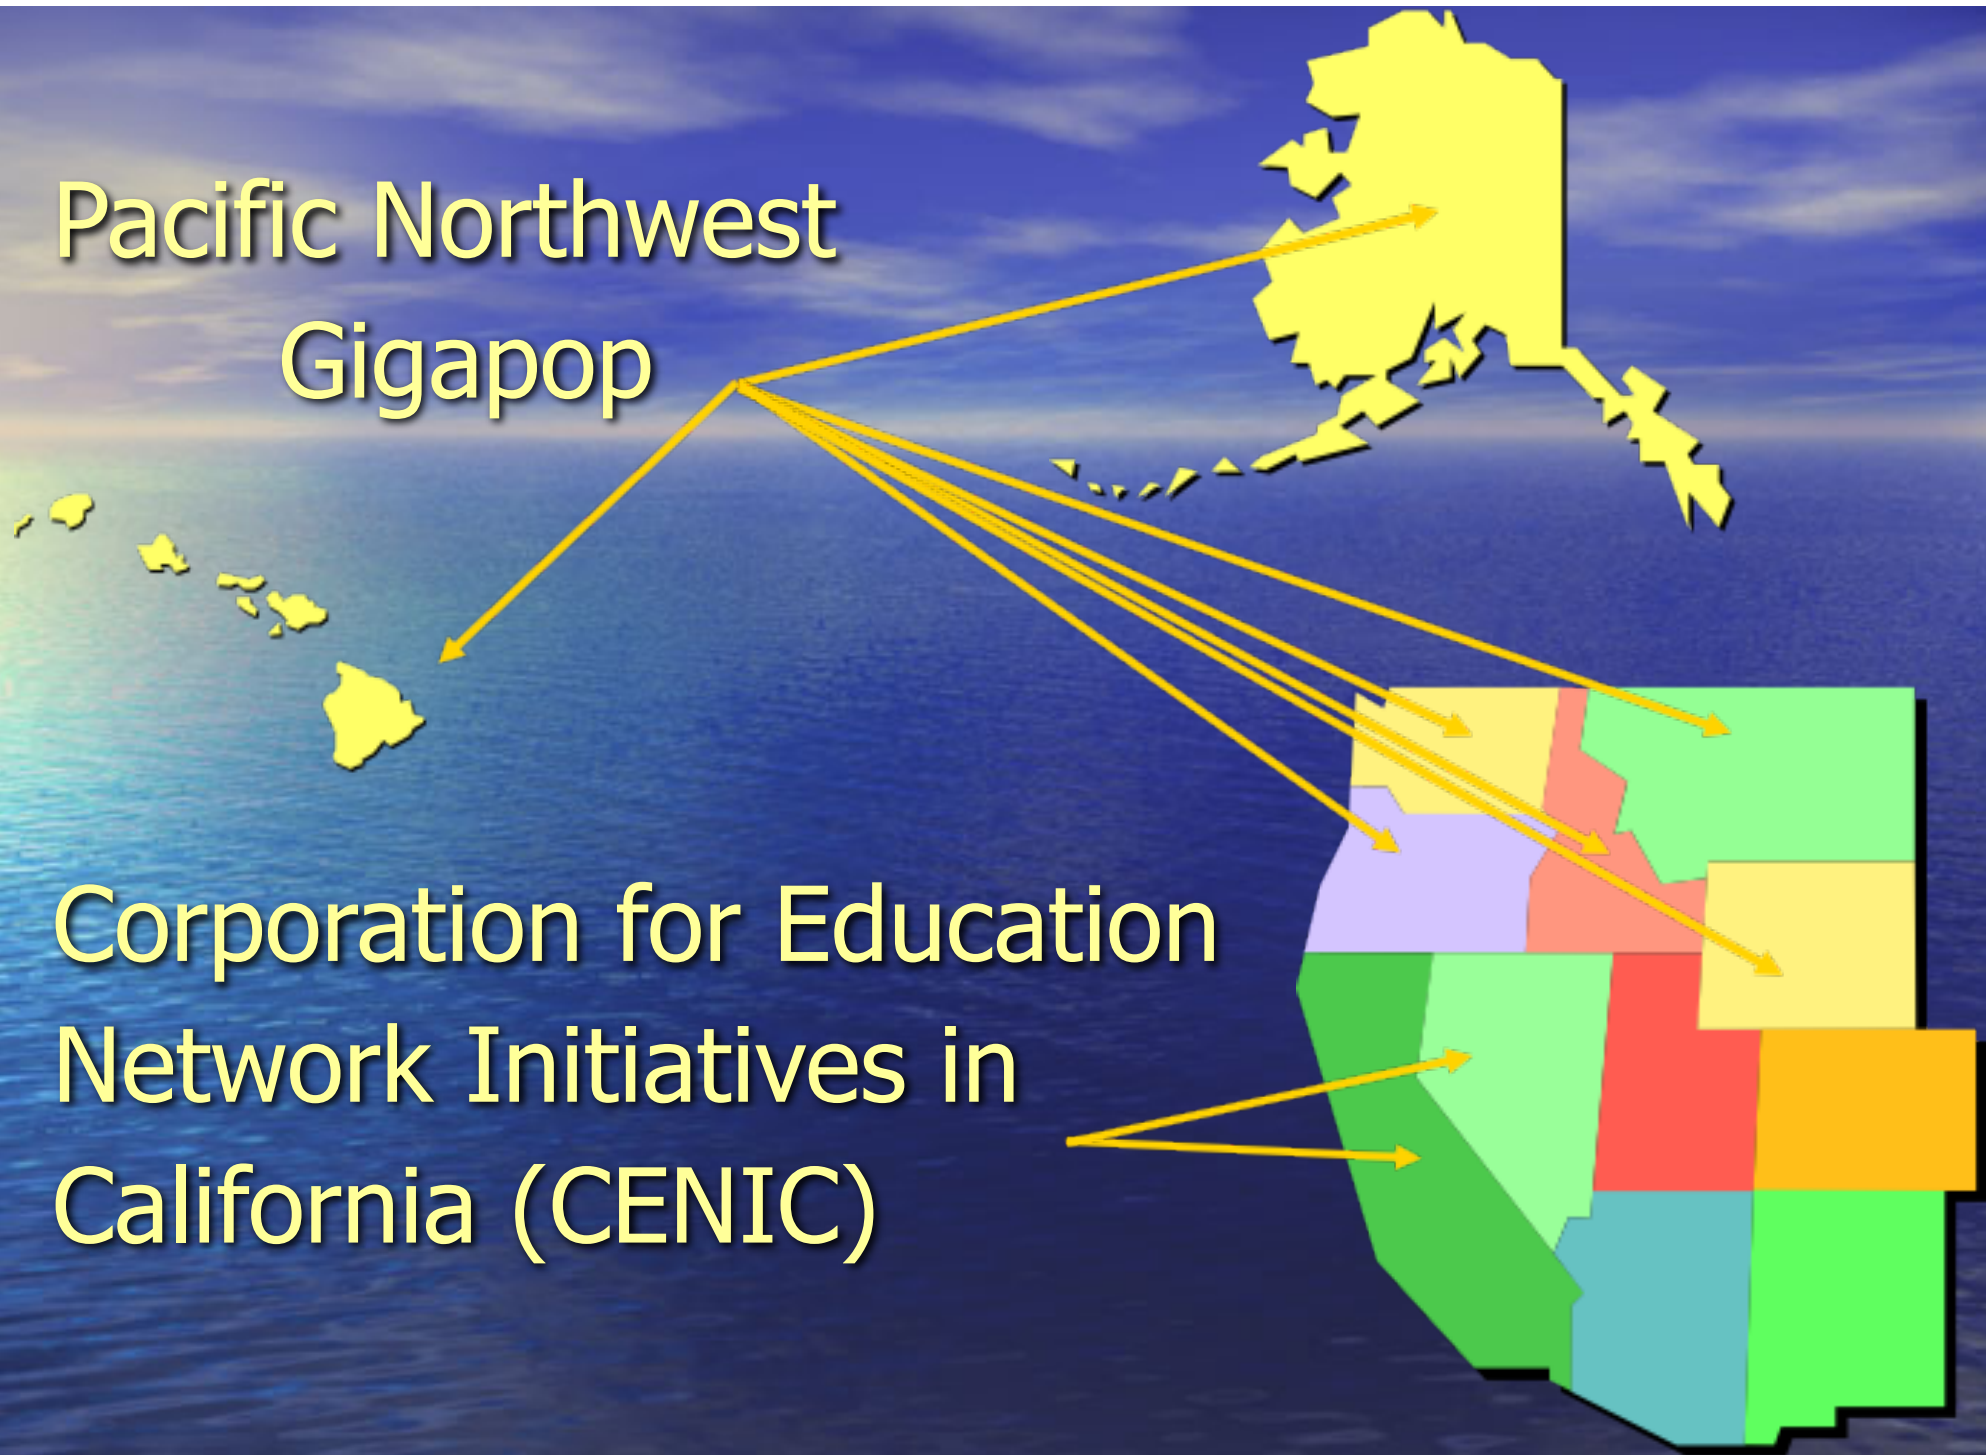 Pacific Northwest
Gigapop
Corporation for Education
Network Initiatives in
California (CENIC)